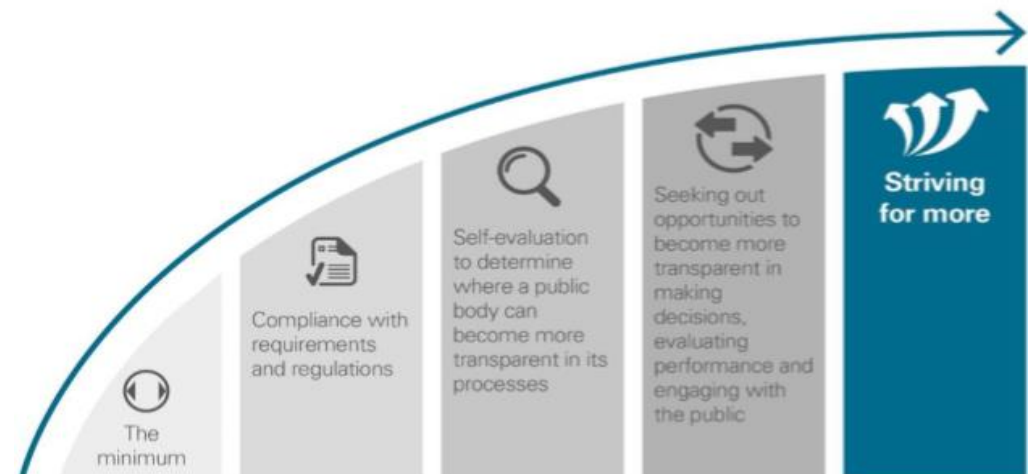 The
minimum
Compliance with
requirements
and regulations
Self-evaluation
to determine
where a public
body can
become more
transparent in its
processes
Seeking out
opportunities to
become more
transparent in
making
decisions,
evaluating
performance and
engaging with
the public
Striving
for more